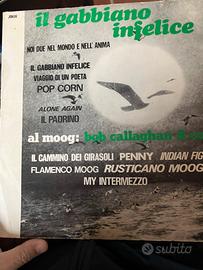 JOKER
il gabbiano
infelice
NOI DUE NEL MONDO E NELL'ANIMA
IL GABBIANO INFELICE
VIAGGIO DI UN POETA
POP CORN
ALONE AGAIN
IL PADRINO
al moog: bob callaghan &
IL CAMMINO DEI GIRASOLI PENNY INDIAN FIG
FLAMENCO MOOG RUSTICANO MOOG
MY INTERMEZZO
subito